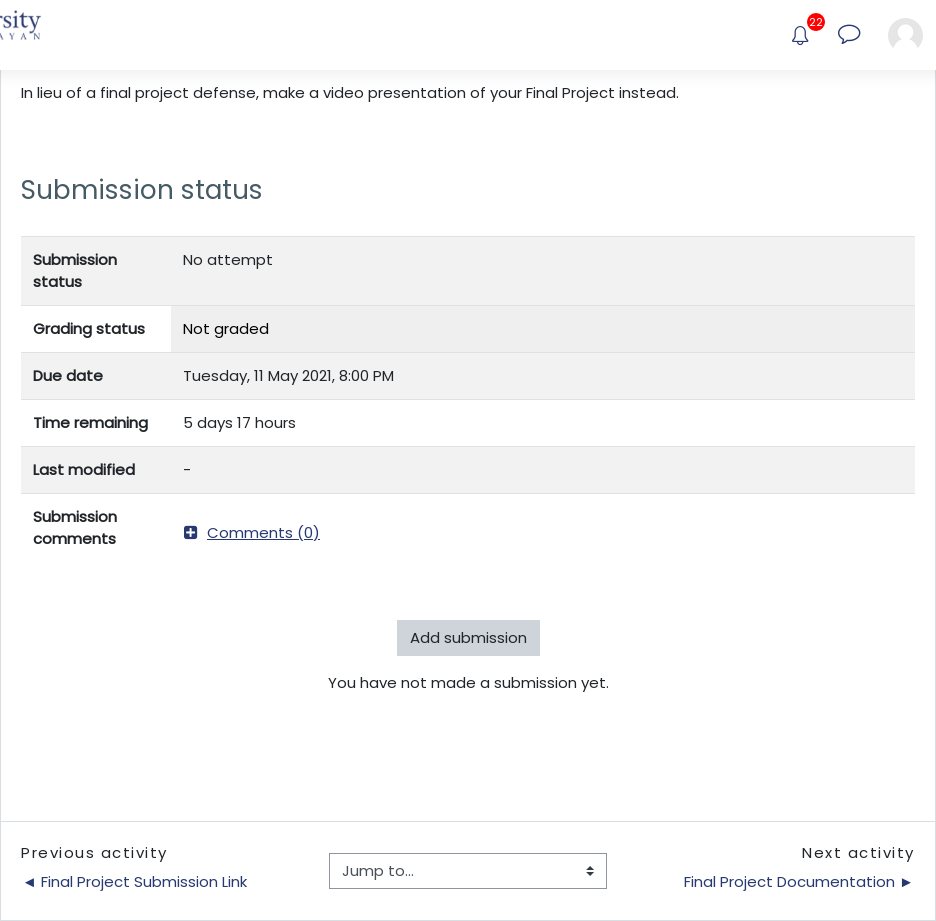 rsity
AYAN
22
In lieu of a final project defense, make a video presentation of your Final Project instead.
Submission status
Submission status
No attempt
Grading status
Not graded
Due date
Tuesday, 11 May 2021, 8:00 PM
Time remaining
5 days 17 hours
Last modified
-
Submission comments
Comments (0)
Add submission
You have not made a submission yet.
Previous activity
◄ Final Project Submission Link
Jump to...
Next activity
Final Project Documentation ►